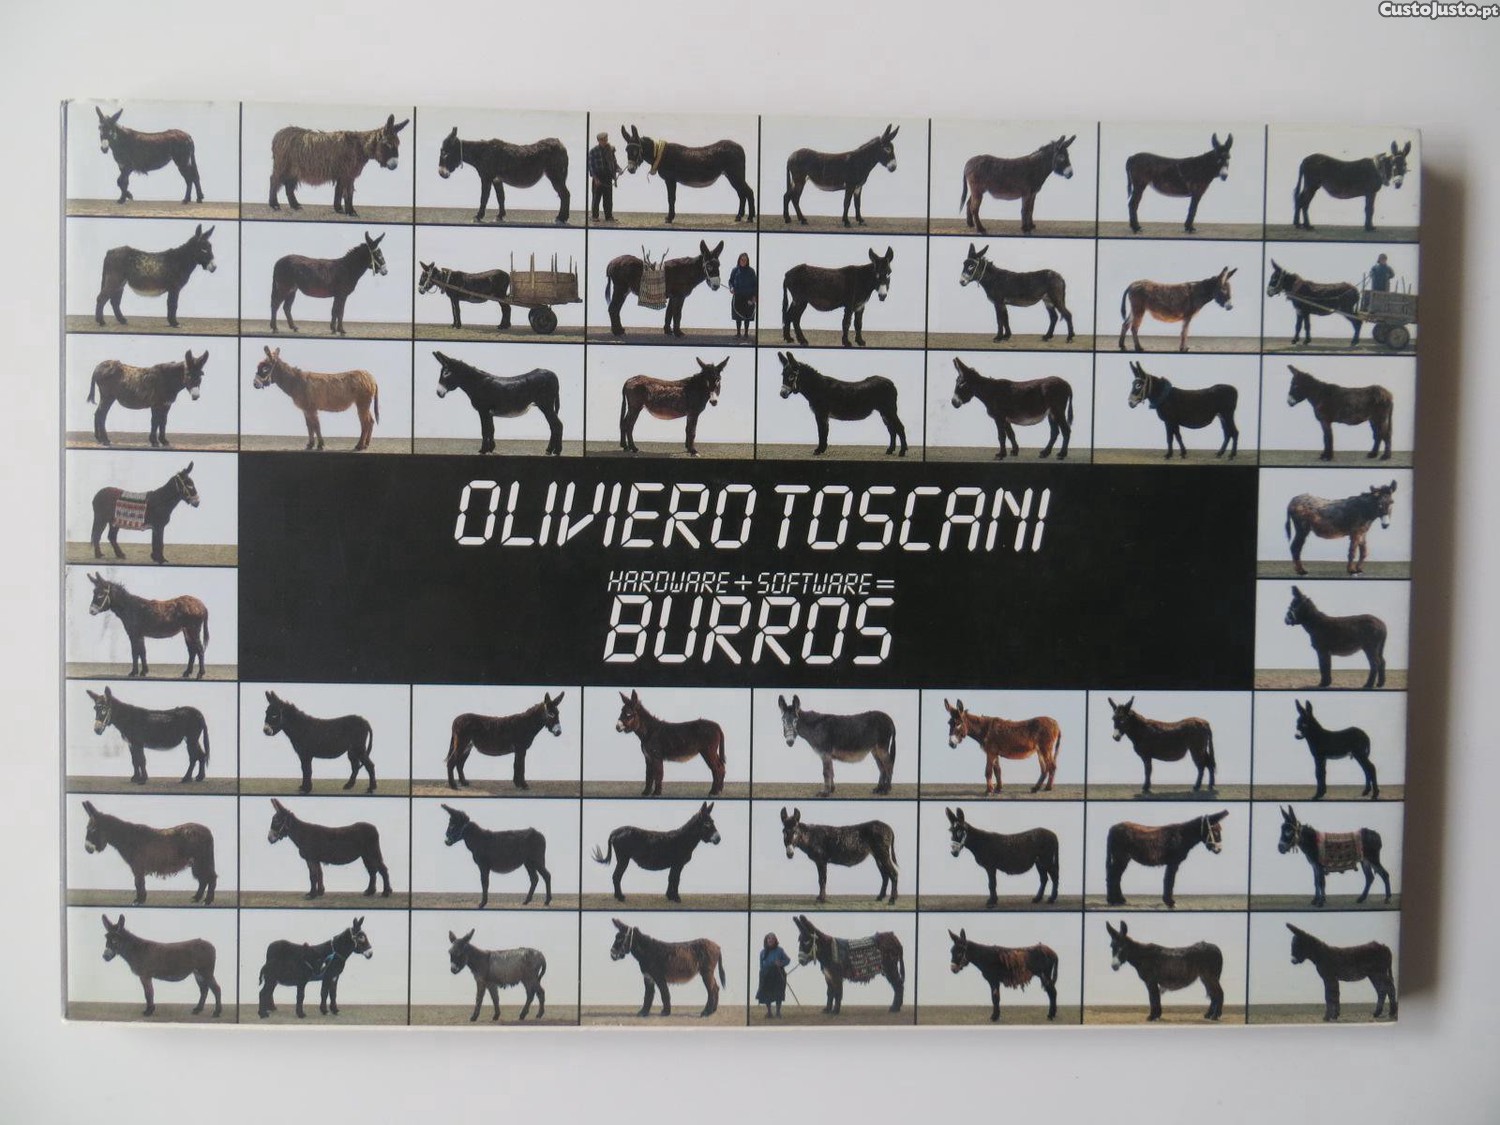 CustoJusto.pt
OLIVIERO TOSCANI
HARDWARE + SOFTWARE =
BURROS